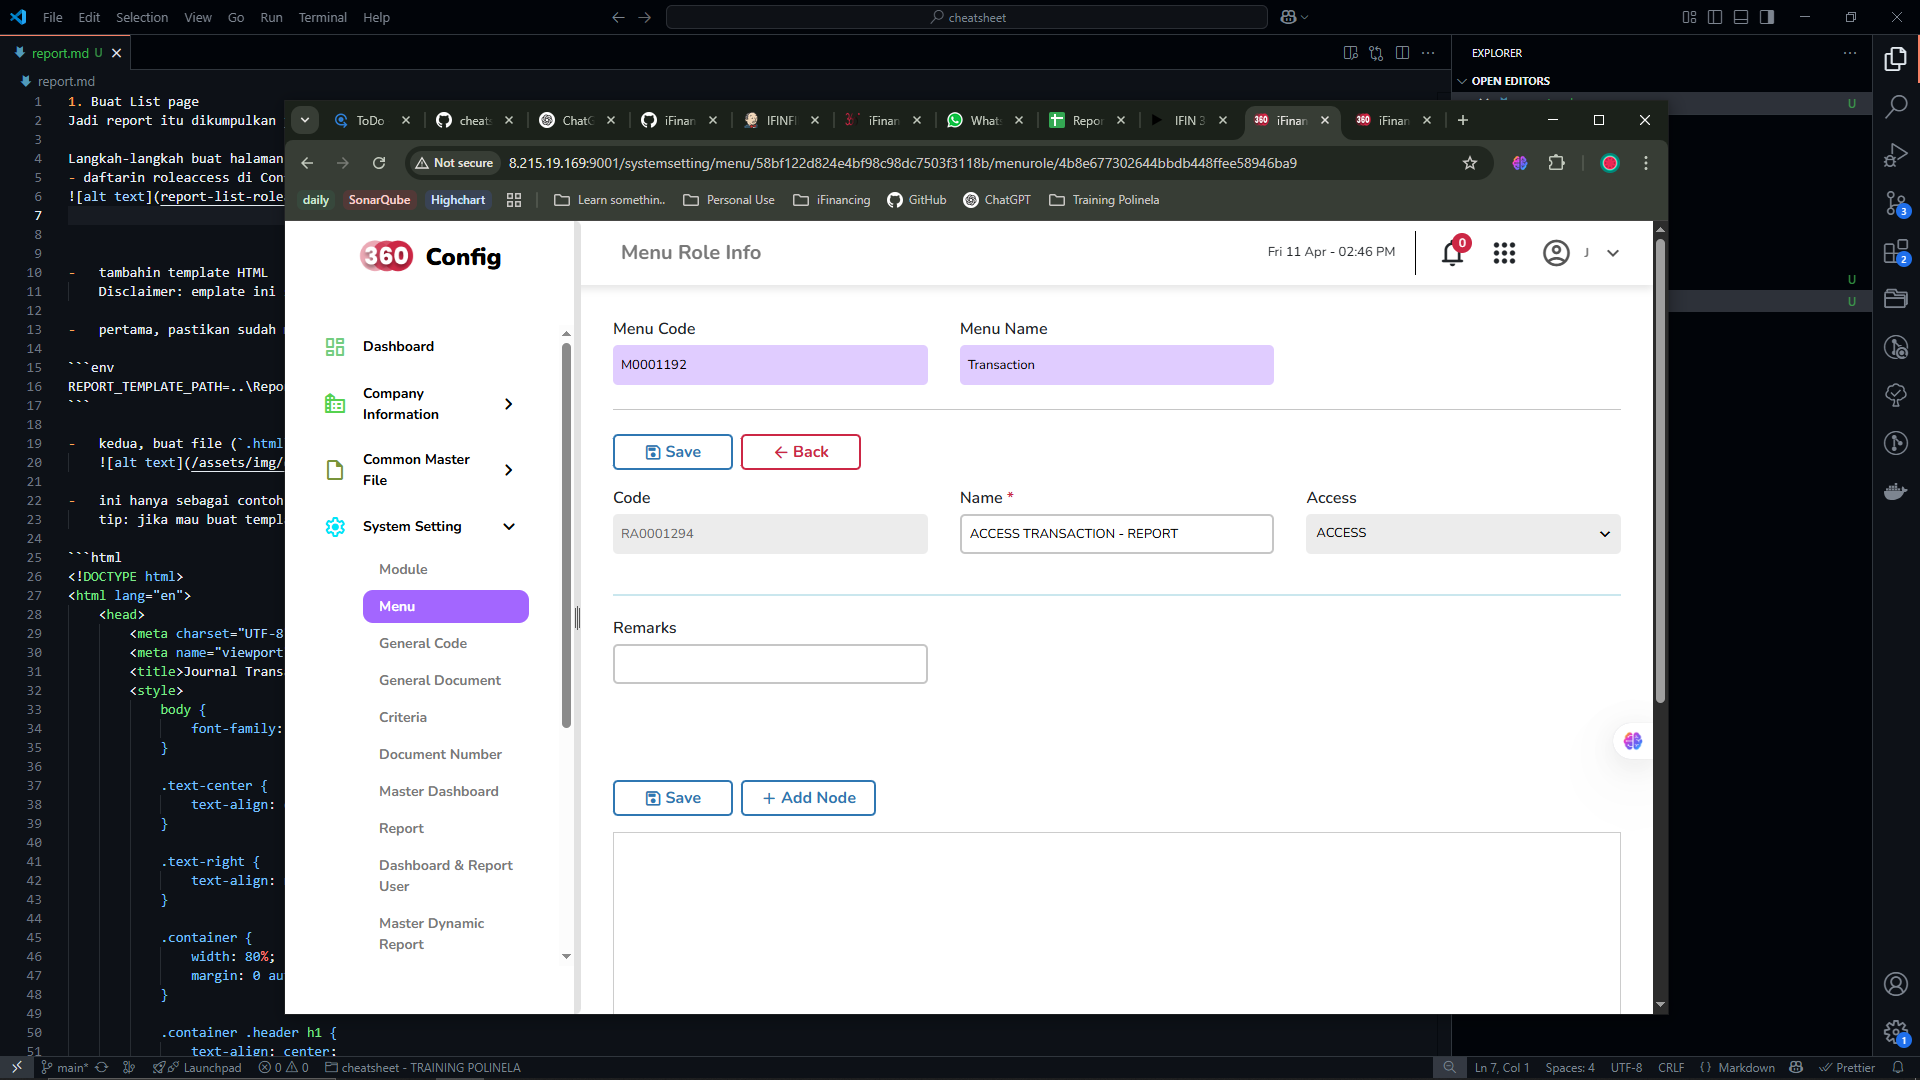 File Edit Selection View Go Run Terminal Help
cheatsheet
report.md U
report.md
1 1. Buat List page
2 Jadi report itu dikumpulkan
3
4 Langkah-langkah buat halaman
5 - daftarin roleaccess di Con
6 ![alt text](report-list-role
7
8
9
10 - tambahin template HTML
11 Disclaimer: emplate ini
12
13 - pertama, pastikan sudah
14
15 ```env
16 REPORT_TEMPLATE_PATH=..\Repo
17 ```
18
19 - kedua, buat file (`.html
20 ![alt text](/assets/img/
21
22 - ini hanya sebagai contoh
23 tip: jika mau buat templ
24
25 ```html
26 <!DOCTYPE html>
27 <html lang="en">
28 <head>
29 <meta charset="UTF-8
30 <meta name="viewport
31 <title>Journal Trans
32 <style>
33 body {
34 font-family:
35 }
36
37 .text-center {
38 text-align:
39 }
40
41 .text-right {
42 text-align:
43 }
44
45 .container {
46 width: 80%;
47 margin: 0 au
48 }
49
50 .container .header h1 {
51 text-align: center;
ToDo
cheats
ChatG
iFinan
IFINFI
iFinan
What
Repor
IFIN 3
iFinan
iFinan
Not secure 8.215.19.169:9001/systemsetting/menu/58bf122d824e4bf98c98dc7503f3118b/menurole/4b8e677302644bbdb448ffee58946ba9
daily SonarQube Highchart Learn somethin.. Personal Use iFinancing GitHub ChatGPT Training Polinela
360 Config
Dashboard
Company
Information
Common Master
File
System Setting
Module
Menu
General Code
General Document
Criteria
Document Number
Master Dashboard
Report
Dashboard & Report
User
Master Dynamic
Report
Menu Role Info
Fri 11 Apr - 02:46 PM
0
J
Menu Code Menu Name
M0001192 Transaction
Save Back
Code Name * Access
RA0001294 ACCESS TRANSACTION - REPORT ACCESS
Remarks
Save + Add Node
EXPLORER
OPEN EDITORS
U
U
U
3
2
1
main* Launchpad 0 0 cheatsheet - TRAINING POLINELA
Ln 7, Col 1 Spaces: 4 UTF-8 CRLF {} Markdown Prettier